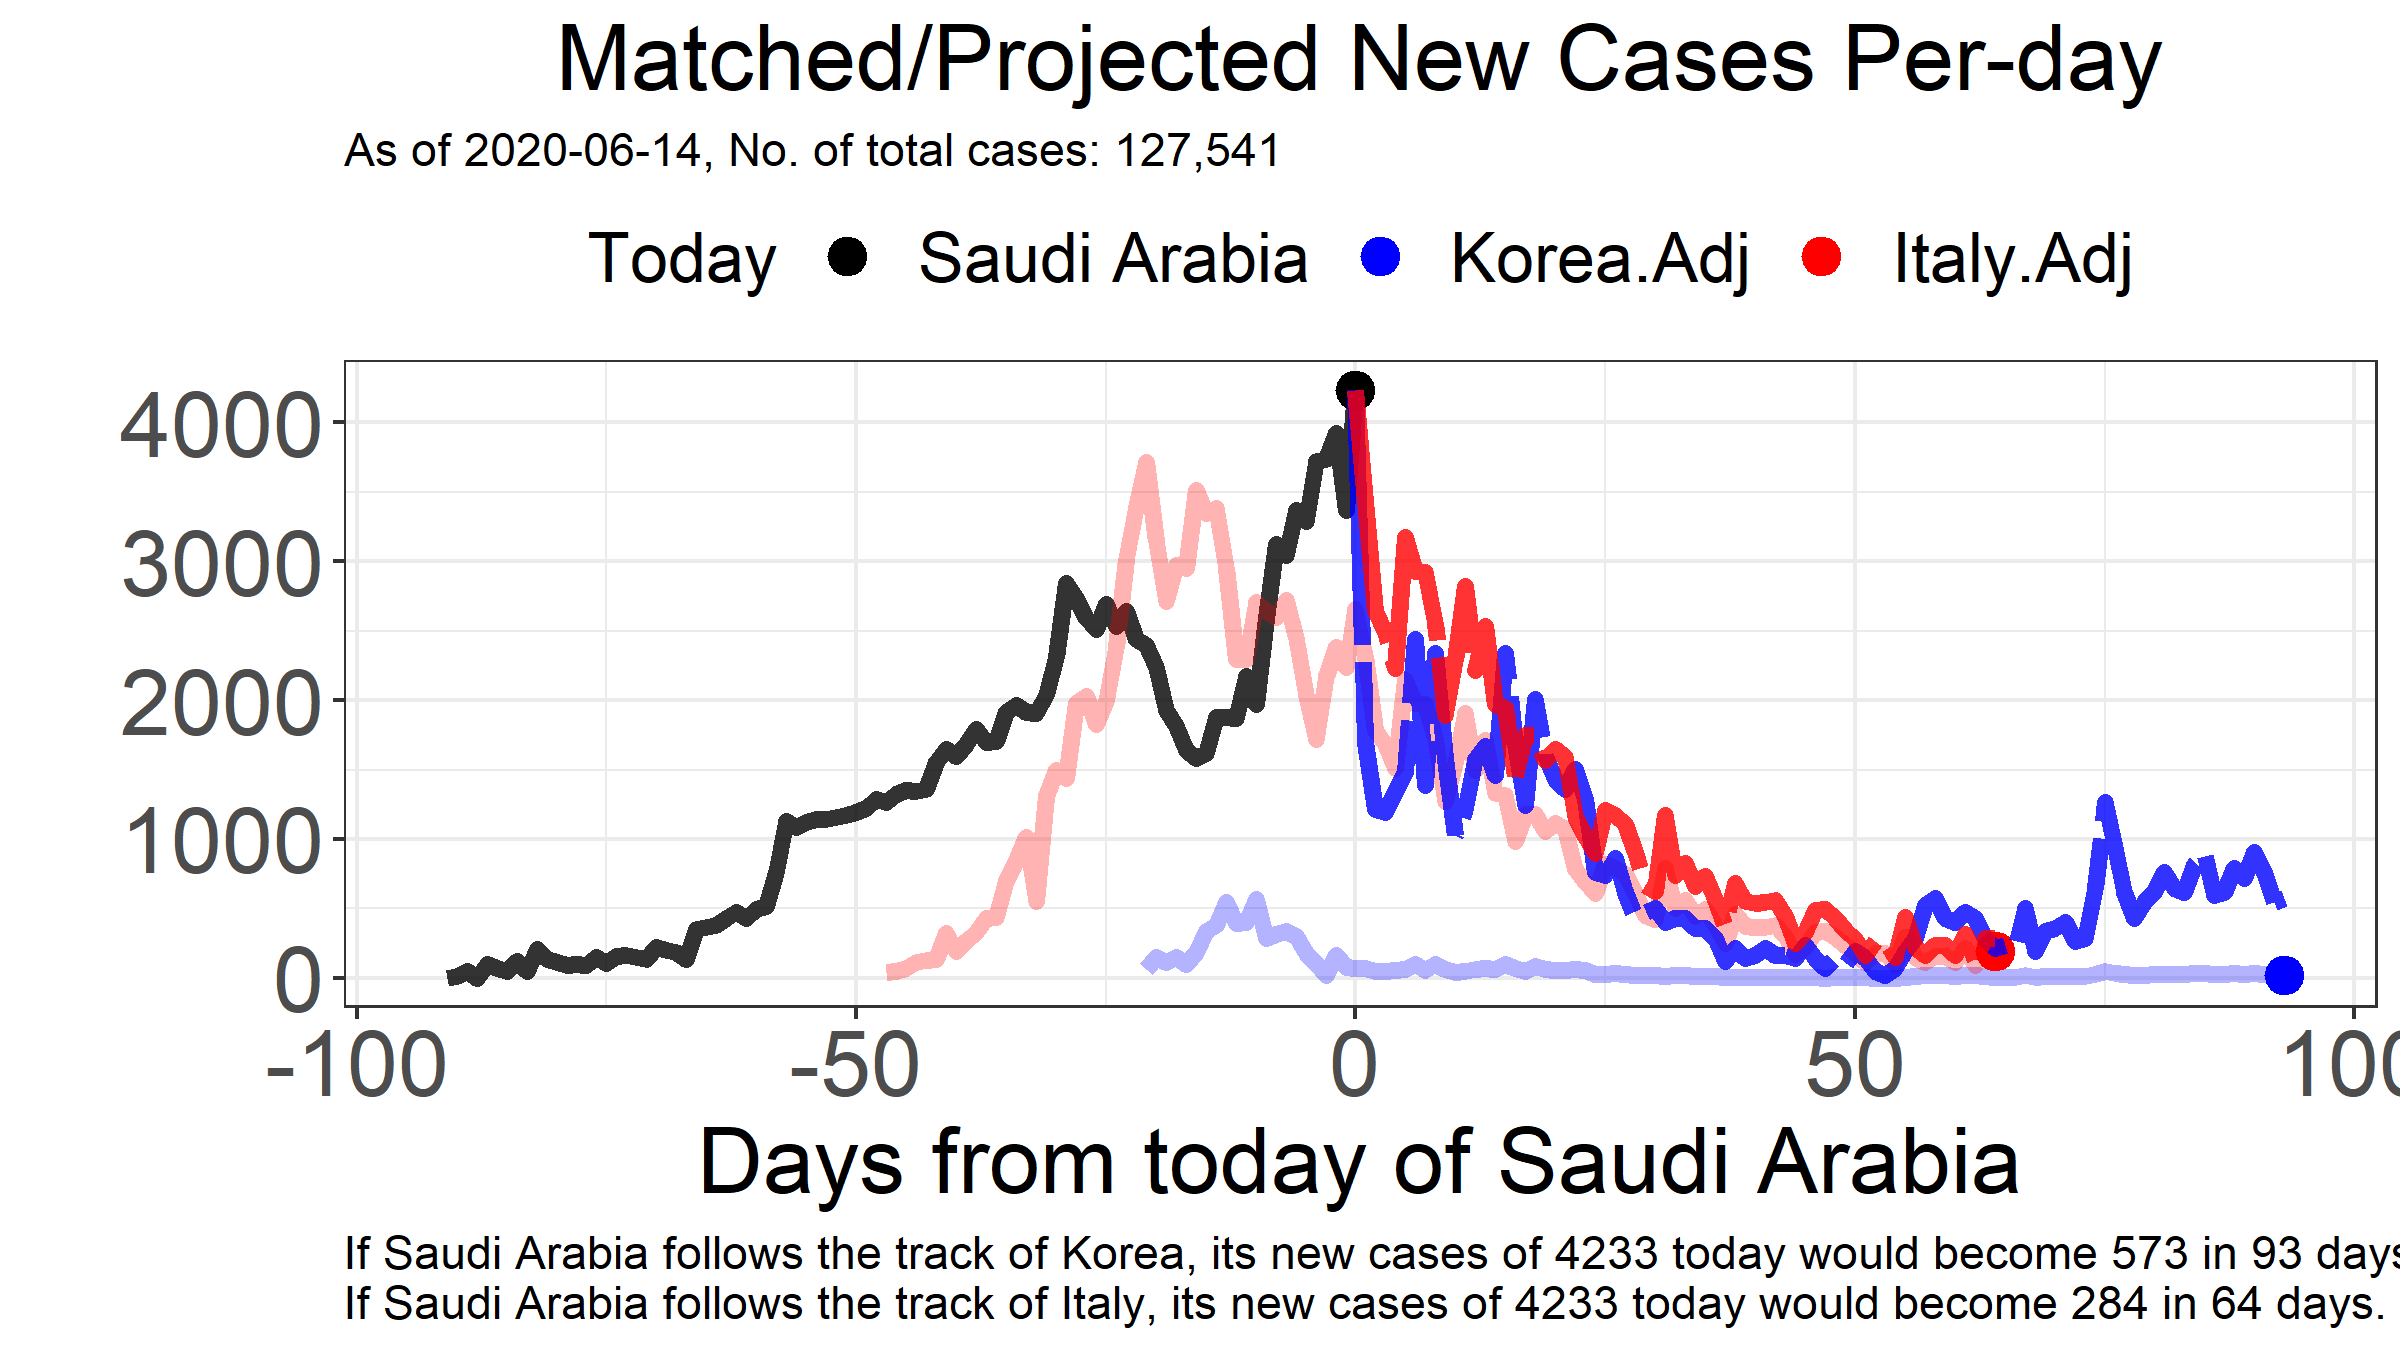 Matched/Projected New Cases Per-day
As of 2020-06-14, No. of total cases: 127,541
Today Saudi Arabia Korea.Adj Italy.Adj
4000
3000
2000
1000
0
-100 -50 0 50 100
Days from today of Saudi Arabia
If Saudi Arabia follows the track of Korea, its new cases of 4233 today would become 573 in 93 days
If Saudi Arabia follows the track of Italy, its new cases of 4233 today would become 284 in 64 days.